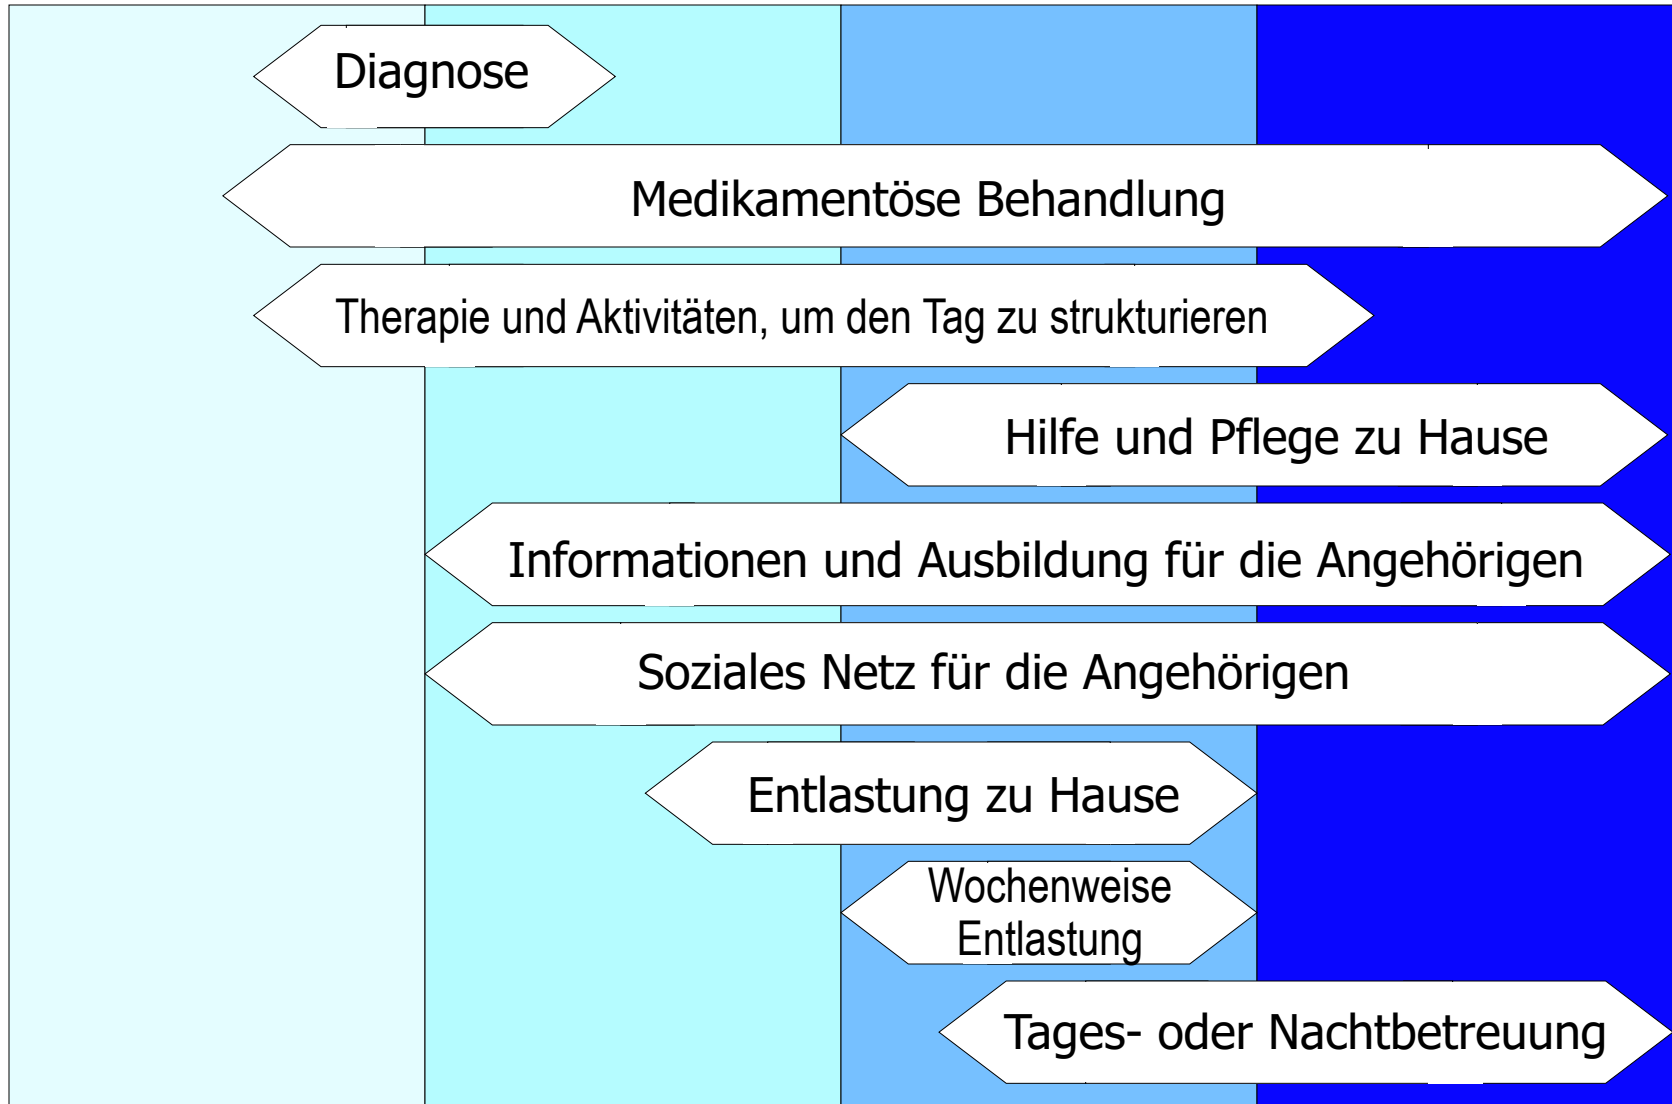 Diagnose
Medikamentöse Behandlung
Therapie und Aktivitäten, um den Tag zu strukturieren
Hilfe und Pflege zu Hause
Informationen und Ausbildung für die Angehörigen
Soziales Netz für die Angehörigen
Entlastung zu Hause
Wochenweise
Entlastung
Tages- oder Nachtbetreuung